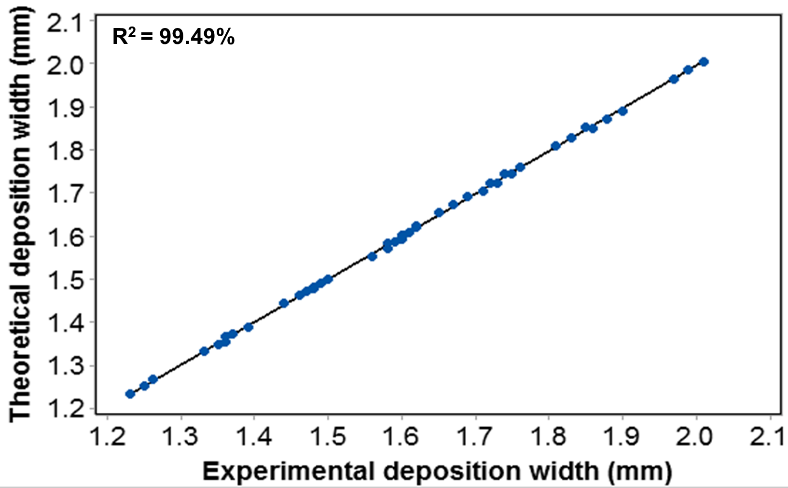 R² = 99.49%
Theoretical deposition width (mm)
2.1
2.0
1.9
1.8
1.7
1.6
1.5
1.4
1.3
1.2
1.2 1.3 1.4 1.5 1.6 1.7 1.8 1.9 2.0 2.1
Experimental deposition width (mm)